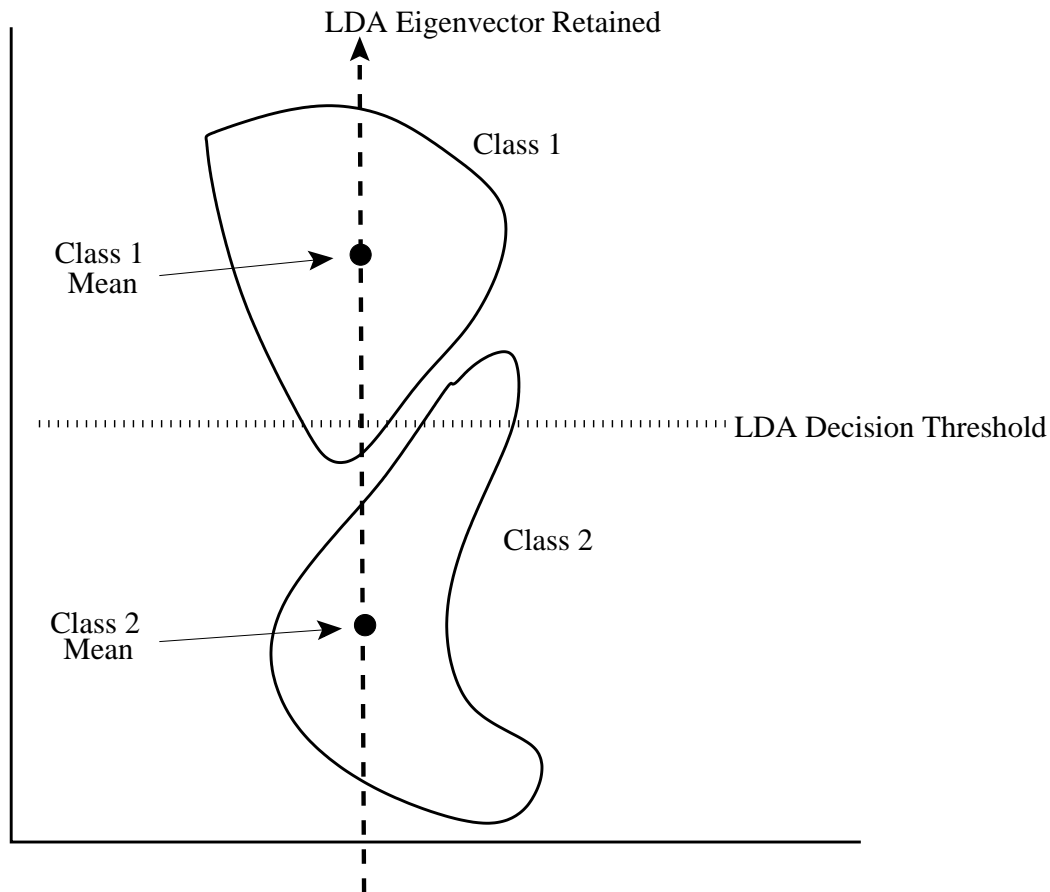 LDA Eigenvector Retained
Class 1
Class 1
Mean
LDA Decision Threshold
Class 2
Class 2
Mean